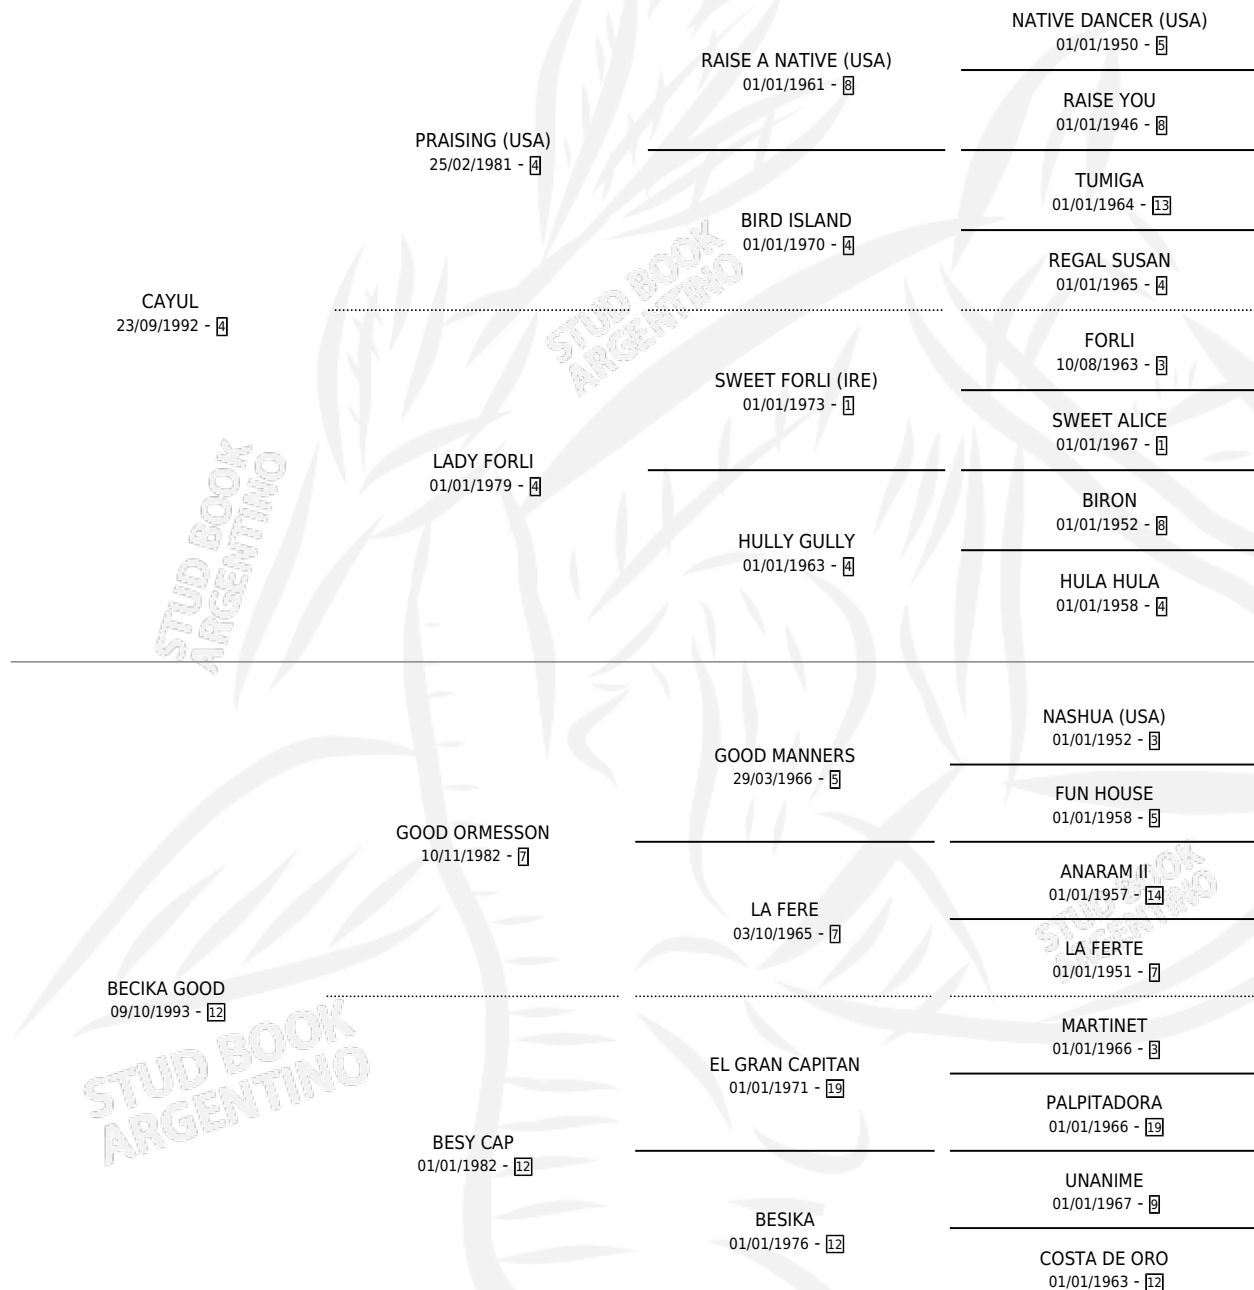 NATIVE DANCER (USA)
01/01/1950 - 5
RAISE A NATIVE (USA)
01/01/1961 - 8
RAISE YOU
01/01/1946 - 8
PRAISING (USA)
25/02/1981 - 4
TUMIGA
01/01/1964 - 13
BIRD ISLAND
01/01/1970 - 4
REGAL SUSAN
01/01/1965 - 4
CAYUL
23/09/1992 - 4
FORLI
10/08/1963 - 3
SWEET FORLI (IRE)
01/01/1973 - 1
SWEET ALICE
01/01/1967 - 1
LADY FORLI
01/01/1979 - 4
BIRON
01/01/1952 - 8
HULLY GULLY
01/01/1963 - 4
HULA HULA
01/01/1958 - 4
NASHUA (USA)
01/01/1952 - 3
GOOD MANNERS
29/03/1966 - 5
FUN HOUSE
01/01/1958 - 5
GOOD ORMESSON
10/11/1982 - 7
ANARAM II
01/01/1957 - 14
LA FERE
03/10/1965 - 7
LA FERTE
01/01/1951 - 7
BECIKA GOOD
09/10/1993 - 12
MARTINET
01/01/1966 - 3
EL GRAN CAPITAN
01/01/1971 - 19
PALPITADORA
01/01/1966 - 19
BESY CAP
01/01/1982 - 12
UNANIME
01/01/1967 - 9
BESIKA
01/01/1976 - 12
COSTA DE ORO
01/01/1963 - 12
STUD BOOK
ARGENTINO
STUD BOOK
ARGENTINO
STUD BOOK
ARGENTINO
STUD BOOK
ARGENTINO